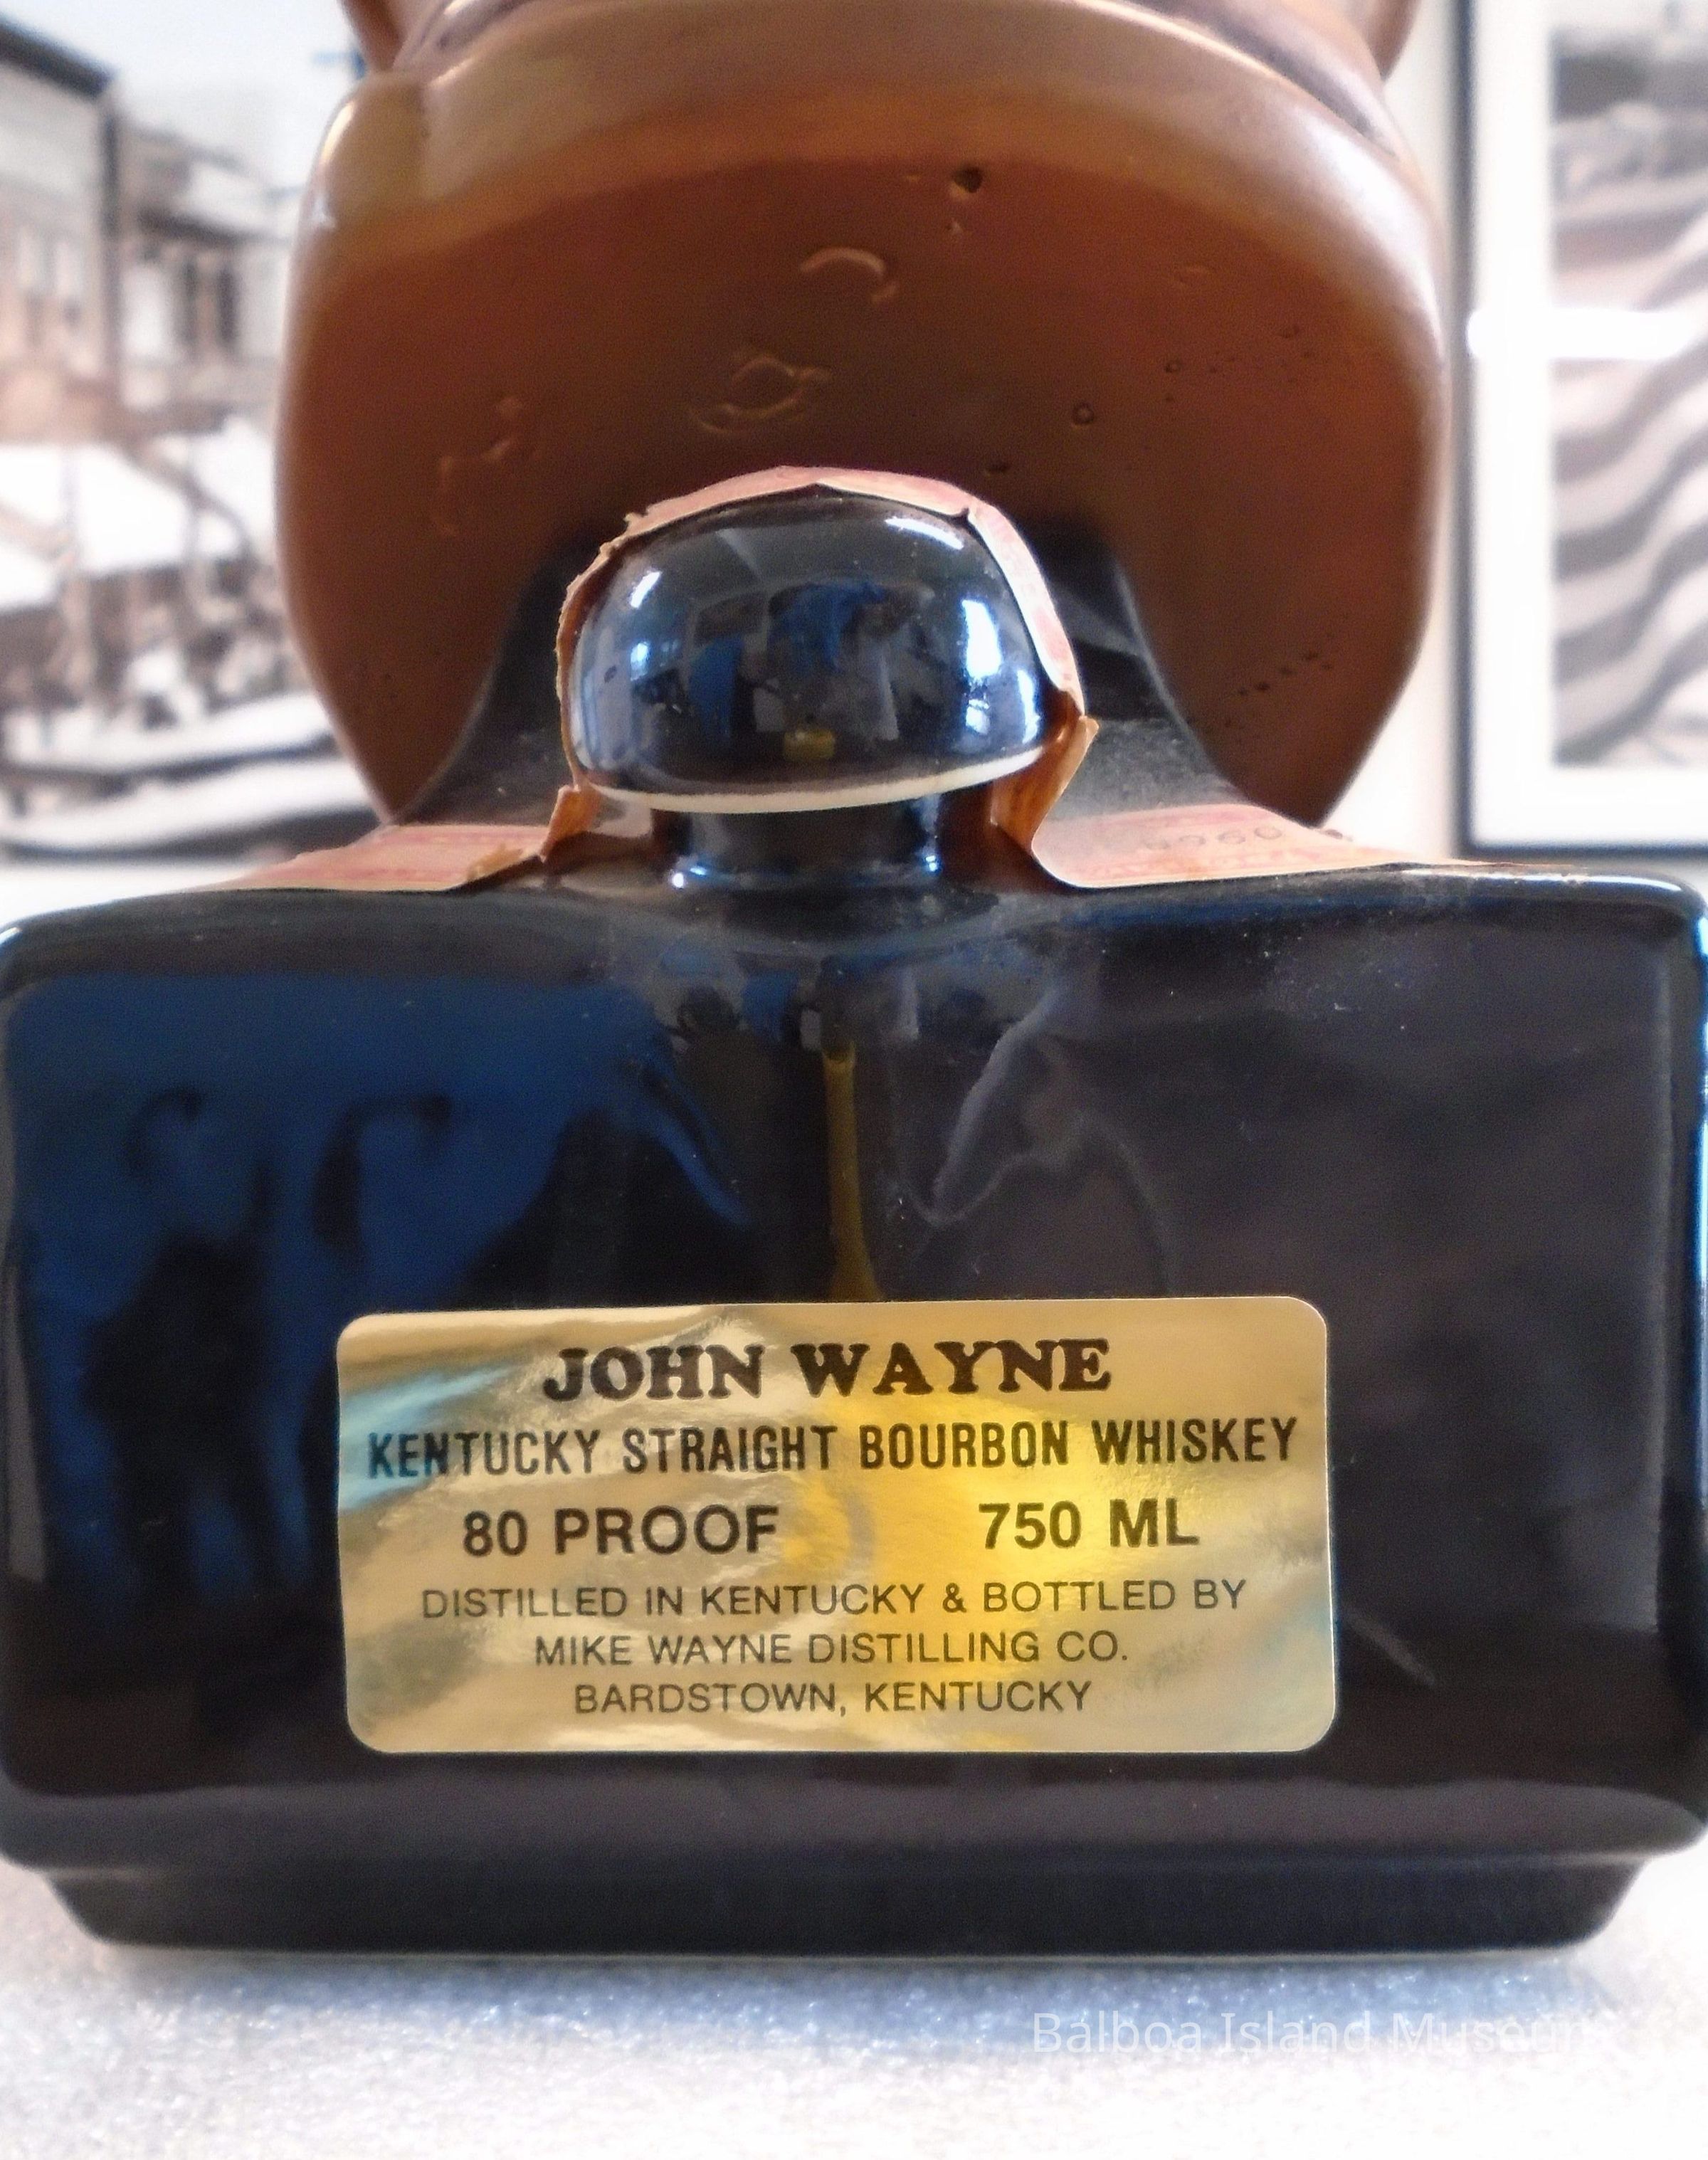 JOHN WAYNE
KENTUCKY STRAIGHT BOURBON WHISKEY
80 PROOF 750 ML
DISTILLED IN KENTUCKY & BOTTLED BY
MIKE WAYNE DISTILLING CO.
BARDSTOWN, KENTUCKY
Balboa Island Museum